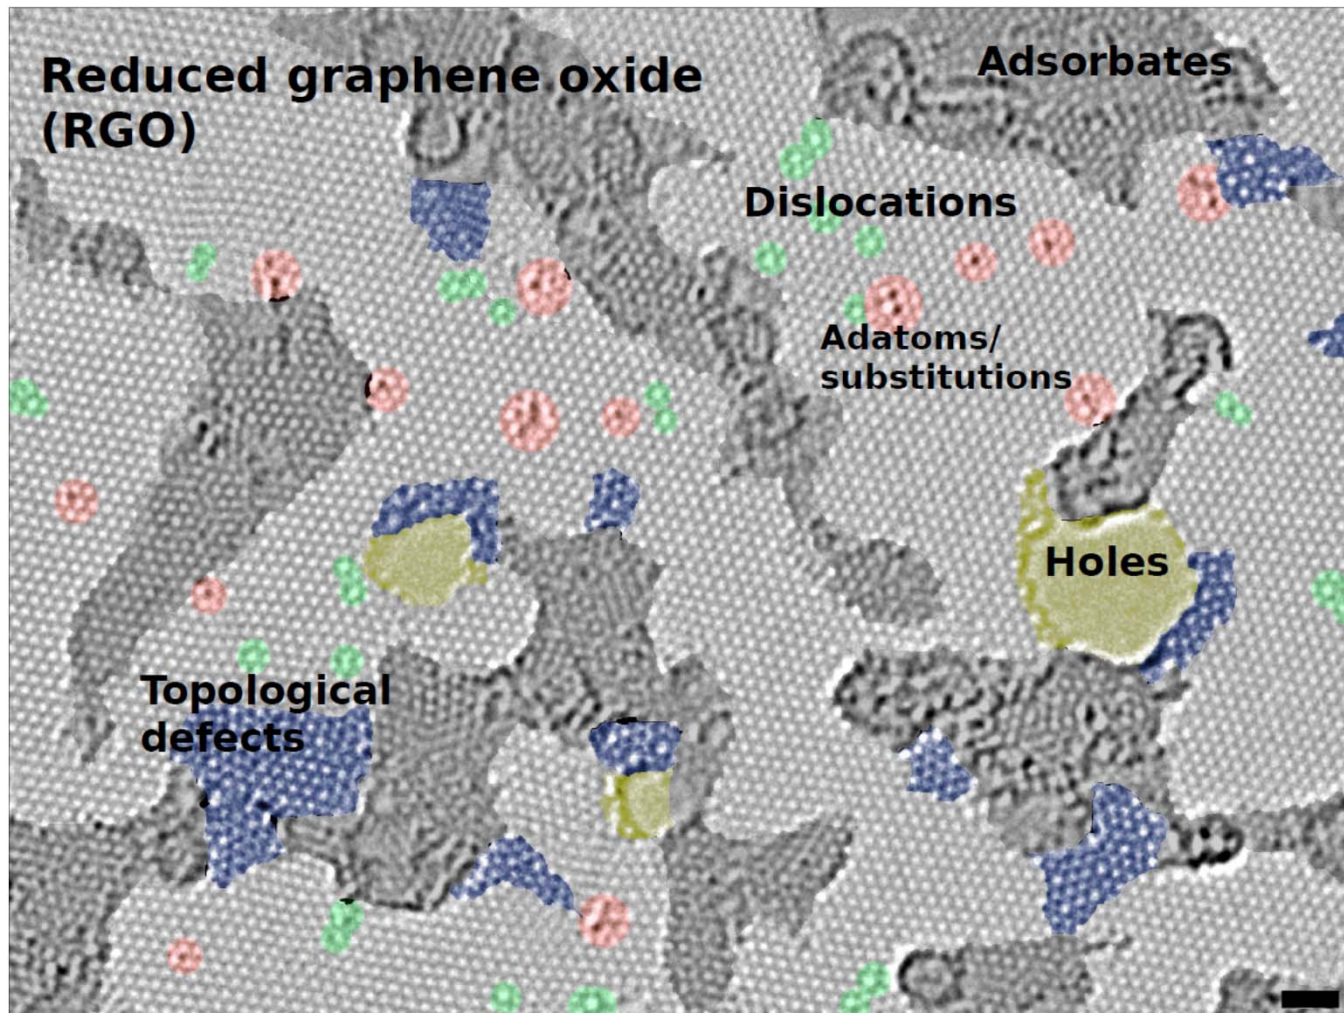 Reduced graphene oxide
(RGO)
Adsorbates
Dislocations
Adatoms/
substitutions
Holes
Topological
defects